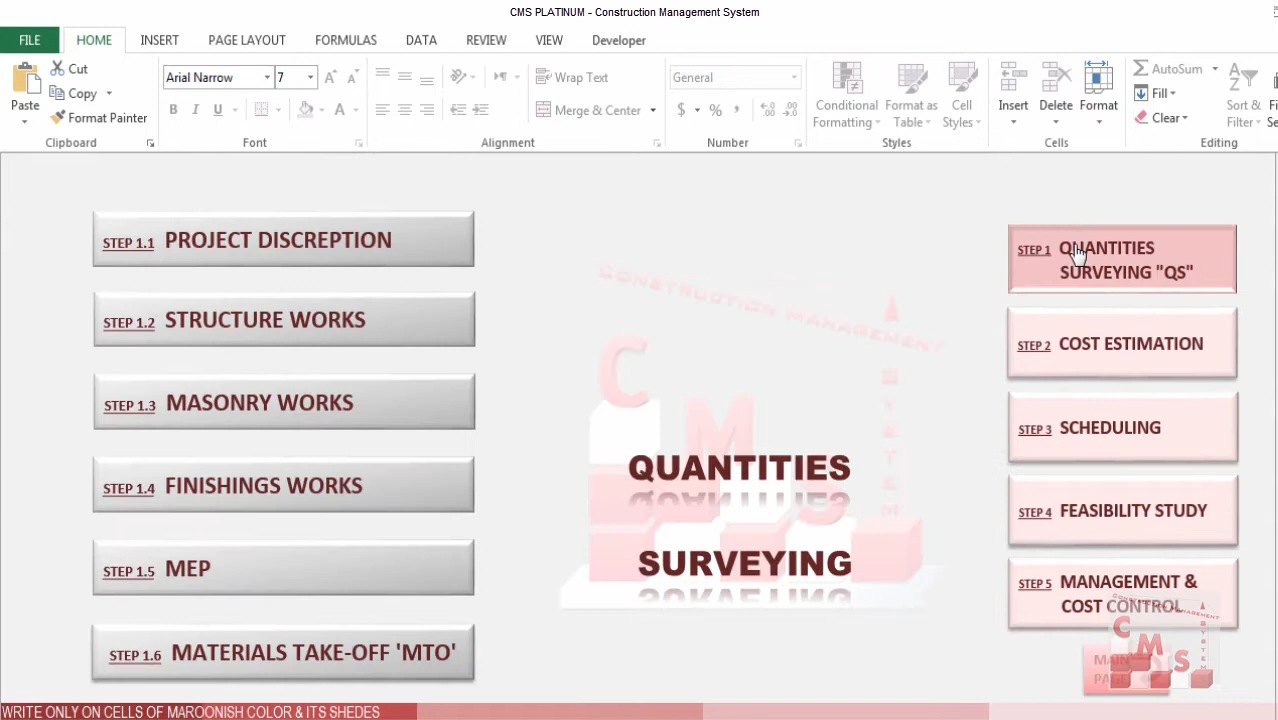 CMS PLATINUM - Construction Management System
FILE HOME INSERT PAGE LAYOUT FORMULAS DATA REVIEW VIEW Developer
Paste
Cut
Copy
Format Painter
Clipboard
Arial Narrow 7
B I U
Font
Wrap Text
Merge & Center
Alignment
General
$ % ,
Number
Conditional
Formatting
Format as
Table
Cell
Styles
Styles
Insert
Delete
Format
Cells
AutoSum
Fill
Clear
Sort &
Filter
Editing
STEP 1.1 PROJECT DISCREPTION
STEP 1.2 STRUCTURE WORKS
STEP 1.3 MASONRY WORKS
STEP 1.4 FINISHINGS WORKS
STEP 1.5 MEP
STEP 1.6 MATERIALS TAKE-OFF 'MTO'
CONSTRUCTION MANAGEMENT
CMS
QUANTITIES
SURVEYING
STEP 1 QUANTITIES
SURVEYING "QS"
STEP 2 COST ESTIMATION
STEP 3 SCHEDULING
STEP 4 FEASIBILITY STUDY
STEP 5 MANAGEMENT &
COST CONTROL
CONSTRUCTION MANAGEMENT
SYSTEM
CMS
MAIN
PAGE
WRITE ONLY ON CELLS OF MAROONISH COLOR & ITS SHEDES